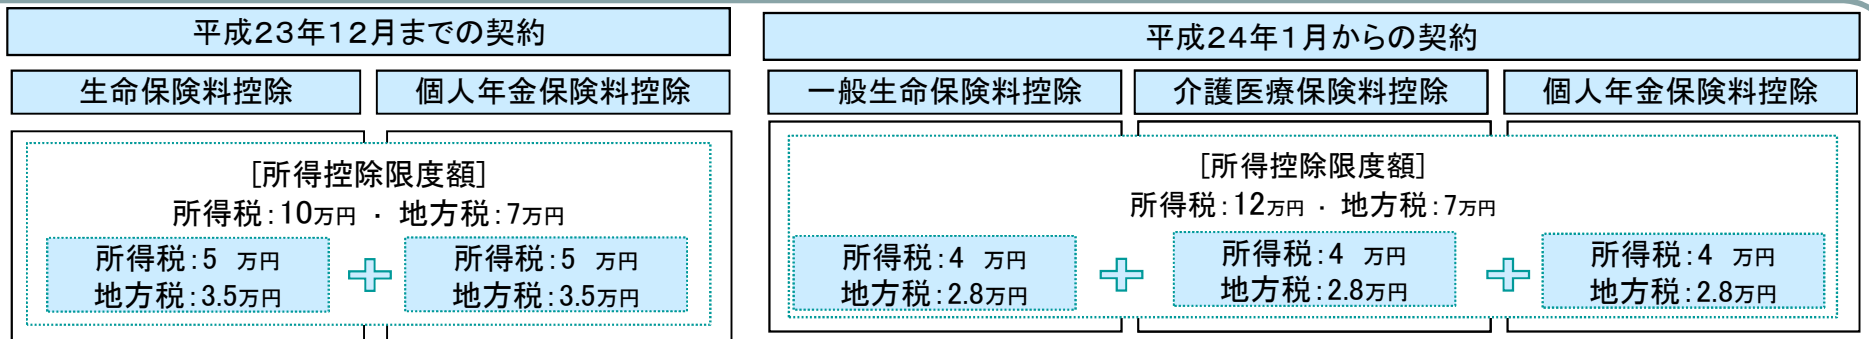 平成23年12月までの契約
生命保険料控除
個人年金保険料控除
[所得控除限度額]
所得税:10万円 ・ 地方税:7万円
所得税:5 万円
地方税:3.5万円
所得税:5 万円
地方税:3.5万円
平成24年1月からの契約
一般生命保険料控除
介護医療保険料控除
個人年金保険料控除
[所得控除限度額]
所得税:12万円 ・ 地方税:7万円
所得税:4 万円
地方税:2.8万円
所得税:4 万円
地方税:2.8万円
所得税:4 万円
地方税:2.8万円